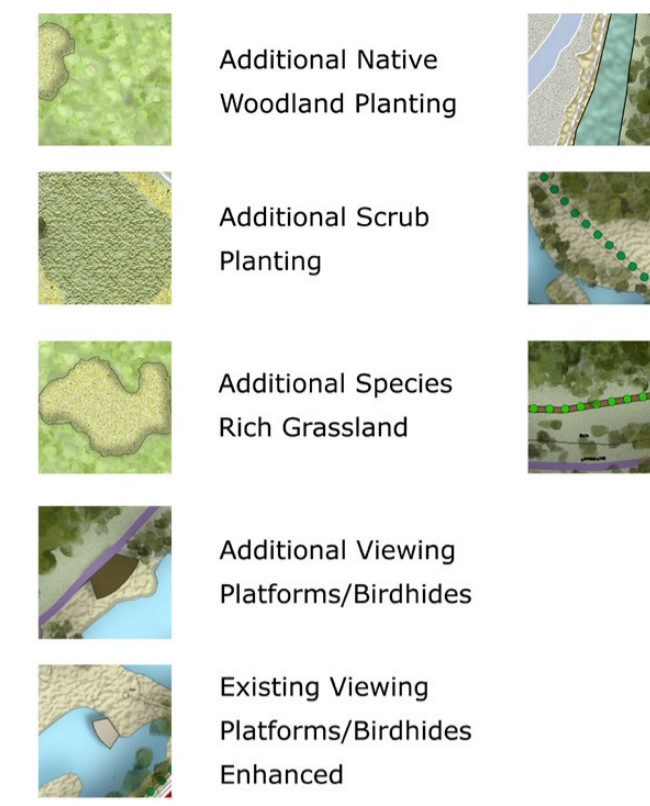 Additional Native
Woodland Planting
Additional Scrub
Planting
Additional Species
Rich Grassland
Additional Viewing
Platforms/Birdhides
Existing Viewing
Platforms/Birdhides
Enhanced